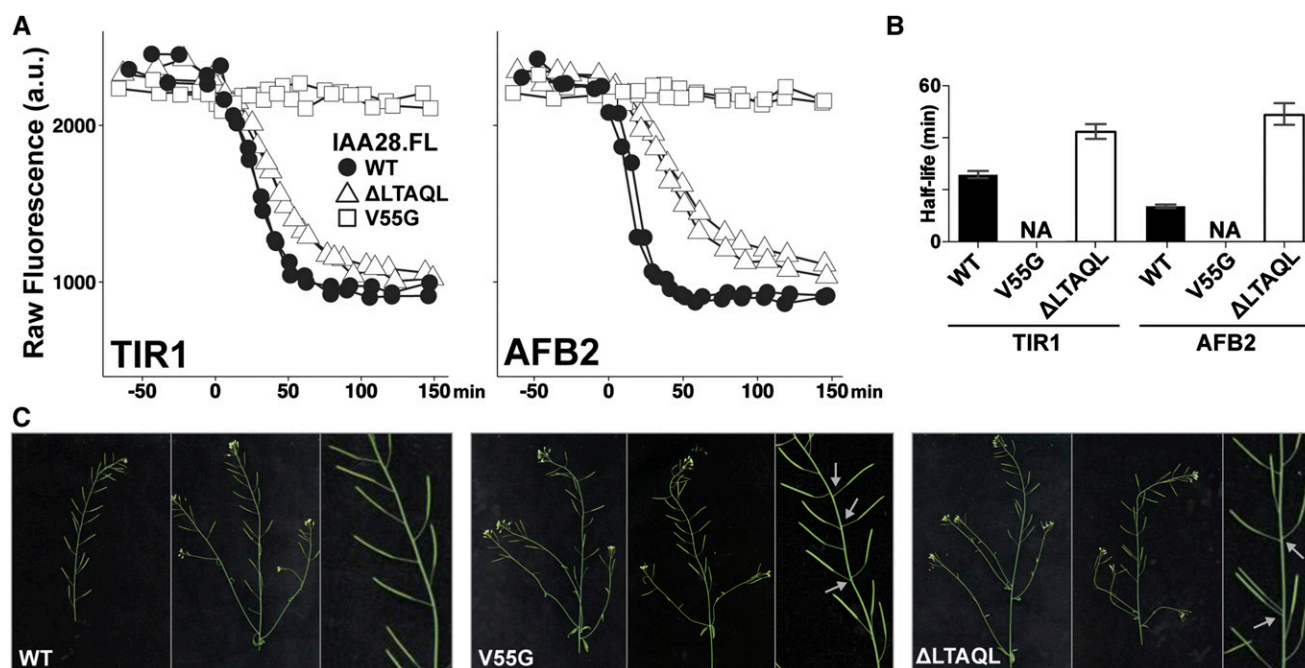 A
Raw Fluorescence (a.u.)
2000
1000
IAA28.FL
WT
ΔLTAQL
V55G
TIR1
-50 0 50 100 150 min
AFB2
-50 0 50 100 150 min
B
Half-life (min)
60
0
NA
NA
WT
V55G
ΔLTAQL
WT
V55G
ΔLTAQL
TIR1
AFB2
C
WT
V55G
ΔLTAQL